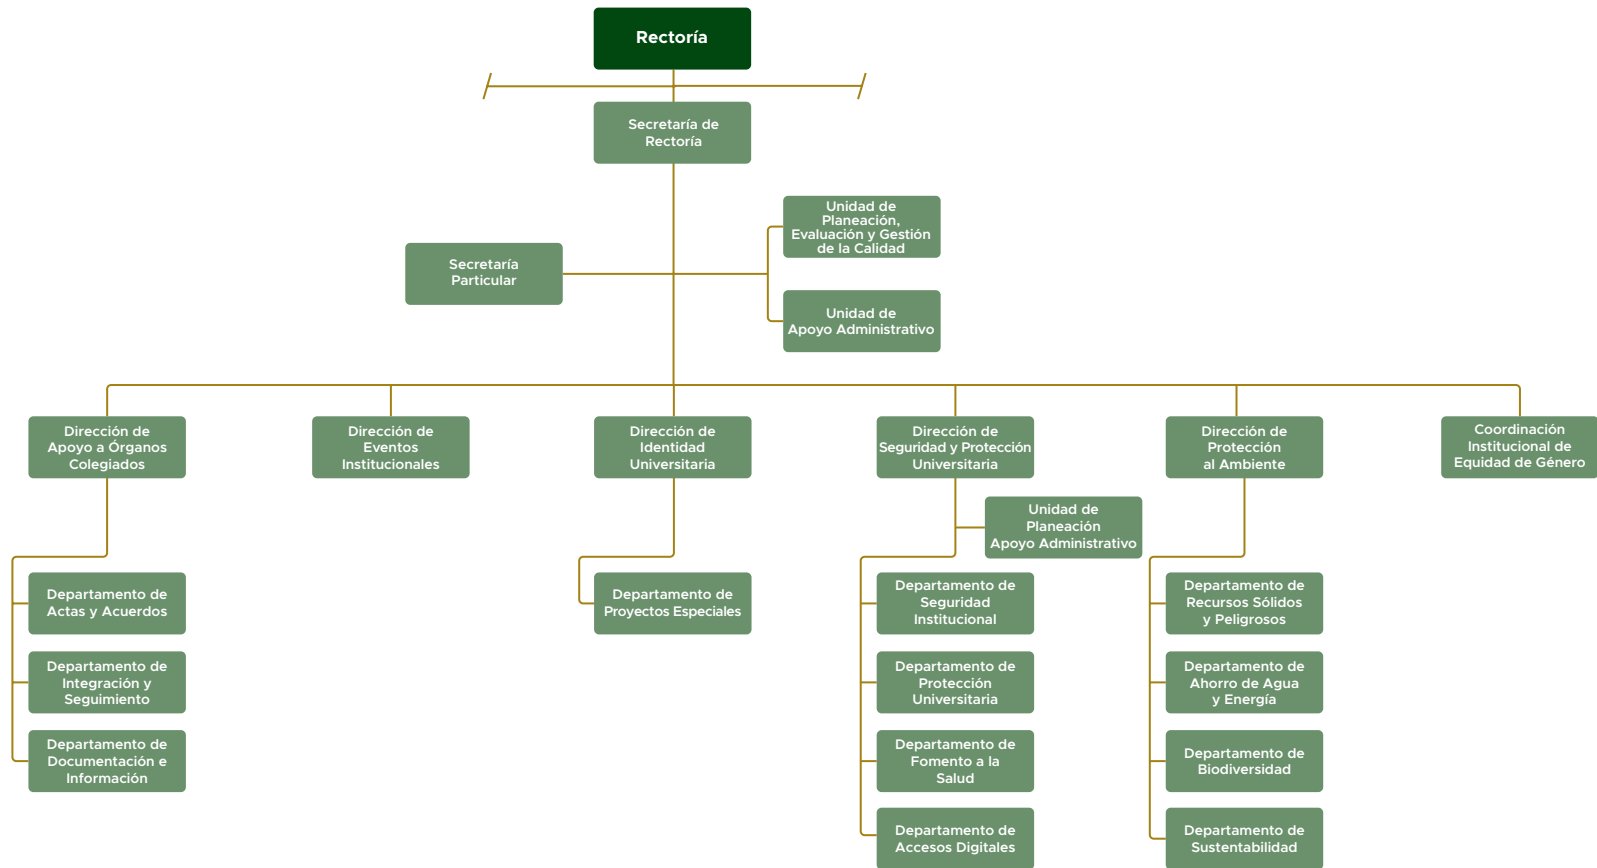 Rectoría
Secretaría de
Rectoría
Unidad de
Planeación,
Evaluación y Gestión
de la Calidad
Secretaría
Particular
Unidad de
Apoyo Administrativo
Dirección de
Apoyo a Órganos
Colegiados
Dirección de
Eventos
Institucionales
Dirección de
Identidad
Universitaria
Dirección de
Seguridad y Protección
Universitaria
Dirección de
Protección
al Ambiente
Coordinación
Institucional de
Equidad de Género
Unidad de
Planeación
Apoyo Administrativo
Departamento de
Actas y Acuerdos
Departamento de
Integración y
Seguimiento
Departamento de
Documentación e
Información
Departamento de
Proyectos Especiales
Departamento de
Seguridad
Institucional
Departamento de
Protección
Universitaria
Departamento de
Fomento a la
Salud
Departamento de
Accesos Digitales
Departamento de
Recursos Sólidos
y Peligrosos
Departamento de
Ahorro de Agua
y Energía
Departamento de
Biodiversidad
Departamento de
Sustentabilidad